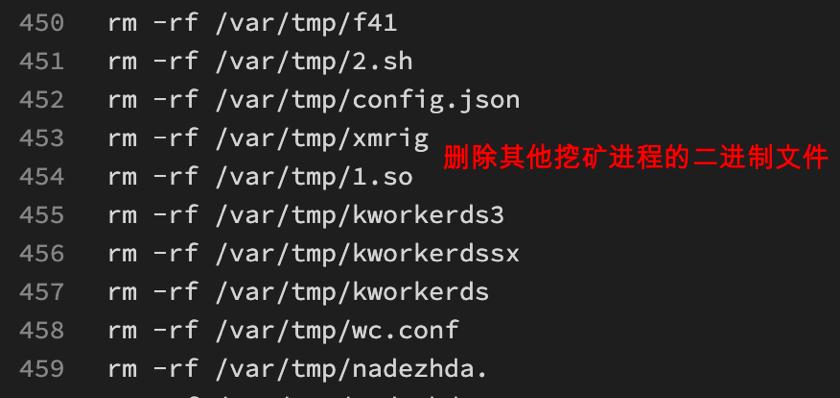 450 rm -rf /var/tmp/f41
451 rm -rf /var/tmp/2.sh
452 rm -rf /var/tmp/config.json
453 rm -rf /var/tmp/xmrig
删除其他挖矿进程的二进制文件
454 rm -rf /var/tmp/1.so
455 rm -rf /var/tmp/kworkerds3
456 rm -rf /var/tmp/kworkerdssx
457 rm -rf /var/tmp/kworkerds
458 rm -rf /var/tmp/wc.conf
459 rm -rf /var/tmp/nadezhda.